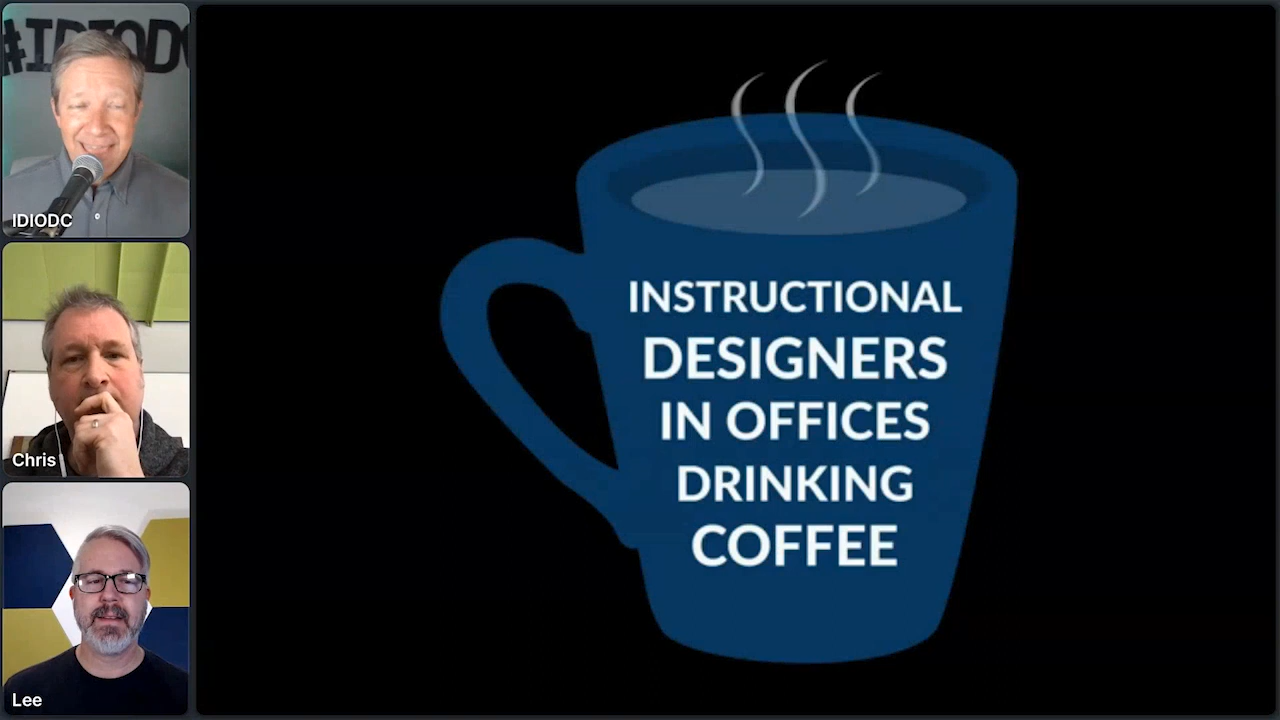 #IDIODC
IDIODC
Chris
Lee
INSTRUCTIONAL
DESIGNERS
IN OFFICES
DRINKING
COFFEE